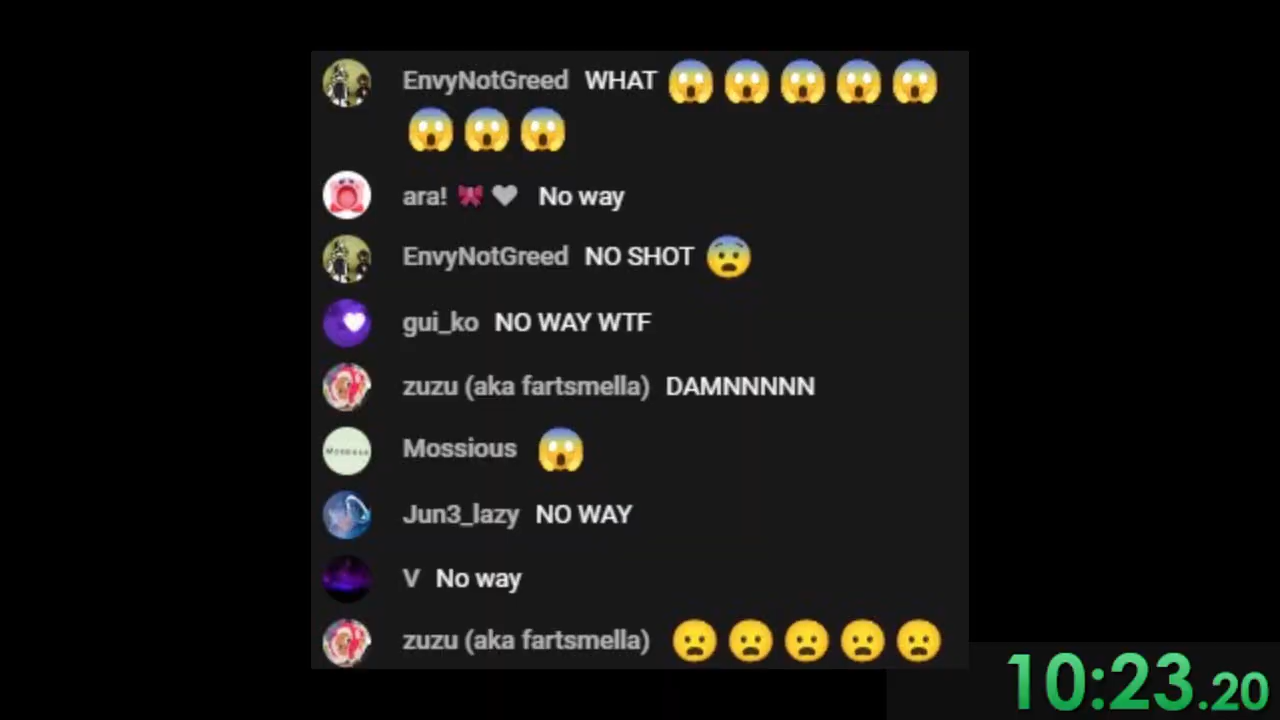 EnvyNotGreed WHAT 😱😱😱😱😱
😱😱😱
ara! 🎀🤍 No way
EnvyNotGreed NO SHOT 😨
gui_ko NO WAY WTF
zuzu (aka fartsmella) DAMNNNNN
Mossious 😱
Jun3_lazy NO WAY
V No way
zuzu (aka fartsmella) 😦😦😦😦😦
10:23.20